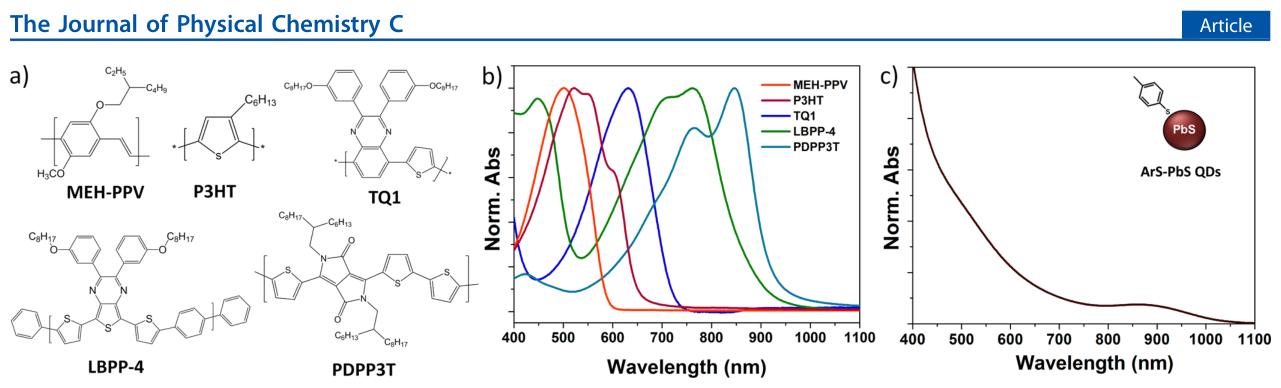 The Journal of Physical Chemistry C
Article
a)
C₂H₅
C₄H₉
O
O
H₃CO
MEH-PPV
C₆H₁₃
S
*
*
P3HT
C₈H₁₇O
OC₈H₁₇
N
N
S
*
*
TQ1
C₈H₁₇
O
O
C₈H₁₇
N
N
S
S
S
LBPP-4
C₈H₁₇
C₆H₁₃
N
O
S
S
S
O
N
C₆H₁₃
C₈H₁₇
PDPP3T
b)
MEH-PPV
P3HT
TQ1
LBPP-4
PDPP3T
Norm. Abs
400 500 600 700 800 900 1000 1100
Wavelength (nm)
c)
S
PbS
ArS-PbS QDs
Norm. Abs
400 500 600 700 800 900 1000 1100
Wavelength (nm)